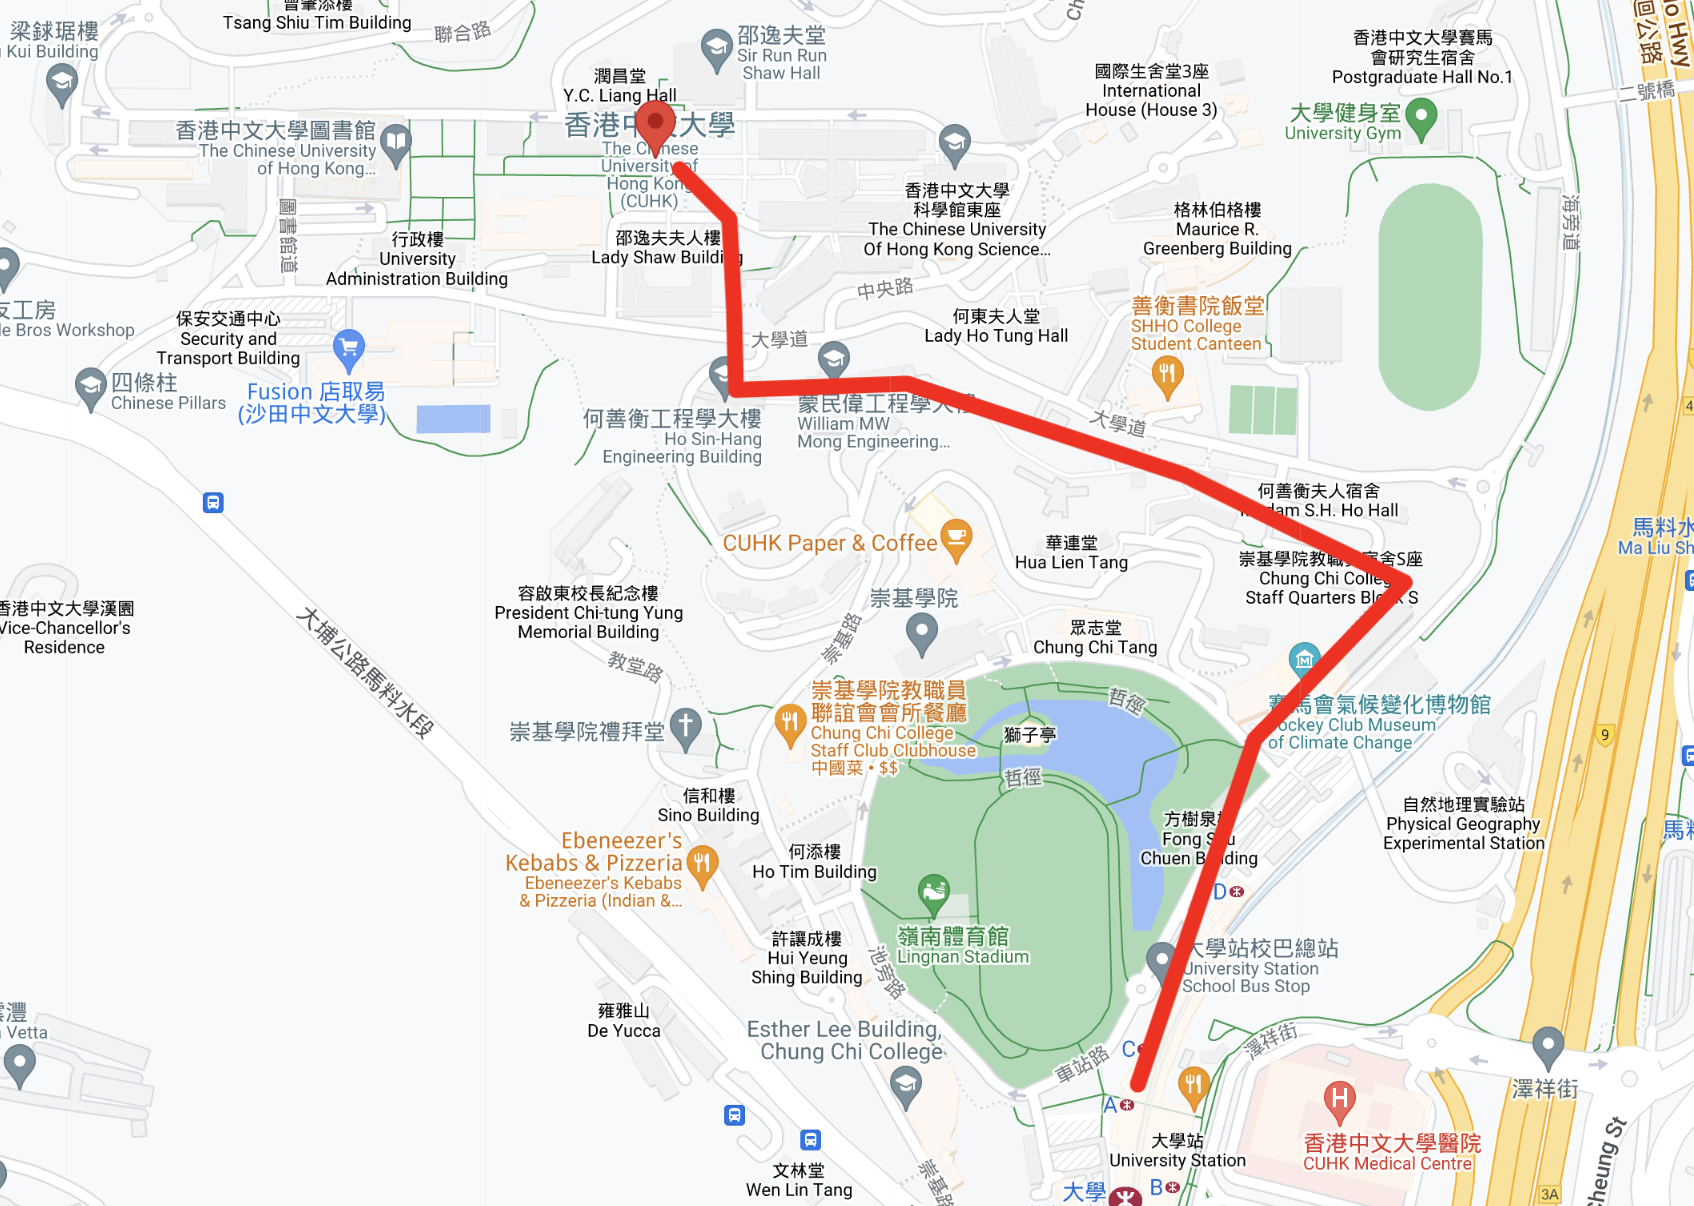 曾肇添樓
Tsang Shiu Tim Building
聯合路
梁銶琚樓
Kui Building
邵逸夫堂
Sir Run Run
Shaw Hall
潤昌堂
Y.C. Liang Hall
國際生舍堂3座
International
House (House 3)
香港中文大學賽馬
會研究生宿舍
Postgraduate Hall No.1
迴公路
Hwy
二號橋
大學健身室
University Gym
香港中文大學圖書館
The Chinese University
of Hong Kong...
香港中文大學
The Chinese
University of
Hong Kong
(CUHK)
香港中文大學
科學館東座
The Chinese University
Of Hong Kong Science...
格林伯格樓
Maurice R.
Greenberg Building
海旁道
圖書館道
行政樓
University
Administration Building
邵逸夫夫人樓
Lady Shaw Building
中央路
友工房
Bros Workshop
保安交通中心
Security and
Transport Building
大學道
何東夫人堂
Lady Ho Tung Hall
善衡書院飯堂
SHHO College
Student Canteen
四條柱
Chinese Pillars
Fusion 店取易
(沙田中文大學)
何善衡工程學大樓
Ho Sin-Hang
Engineering Building
蒙民偉工程學大樓
William MW
Mong Engineering...
大學道
何善衡夫人宿舍
Madam S.H. Ho Hall
馬料水
Ma Liu Sh
CUHK Paper & Coffee
華連堂
Hua Lien Tang
崇基學院教職員宿舍S座
Chung Chi College
Staff Quarters Block S
香港中文大學漢園
Vice-Chancellor's
Residence
大埔公路馬料水段
容啟東校長紀念樓
President Chi-tung Yung
Memorial Building
崇基學院
崇基路
眾志堂
Chung Chi Tang
教堂路
崇基學院教職員
聯誼會會所餐廳
Chung Chi College
Staff Club Clubhouse
中國菜 • $$
哲徑
賽馬會氣候變化博物館
Jockey Club Museum
of Climate Change
崇基學院禮拜堂
獅子亭
哲徑
9
信和樓
Sino Building
方樹泉樓
Fong Shu
Chuen Building
自然地理實驗站
Physical Geography
Experimental Station
馬料
Ebeneezer's
Kebabs & Pizzeria
Ebeneezer's Kebabs
& Pizzeria (Indian &...
何添樓
Ho Tim Building
D
嶺南體育館
Lingnan Stadium
許讓成樓
Hui Yeung
Shing Building
池旁路
大學站校巴總站
University Station
School Bus Stop
雍雅山
De Yucca
Vetta
Esther Lee Building,
Chung Chi College
車站路
C
澤祥街
澤祥街
A
H
大學站
University Station
香港中文大學醫院
CUHK Medical Centre
文林堂
Wen Lin Tang
崇基路
大學
B
3A
Cheung St